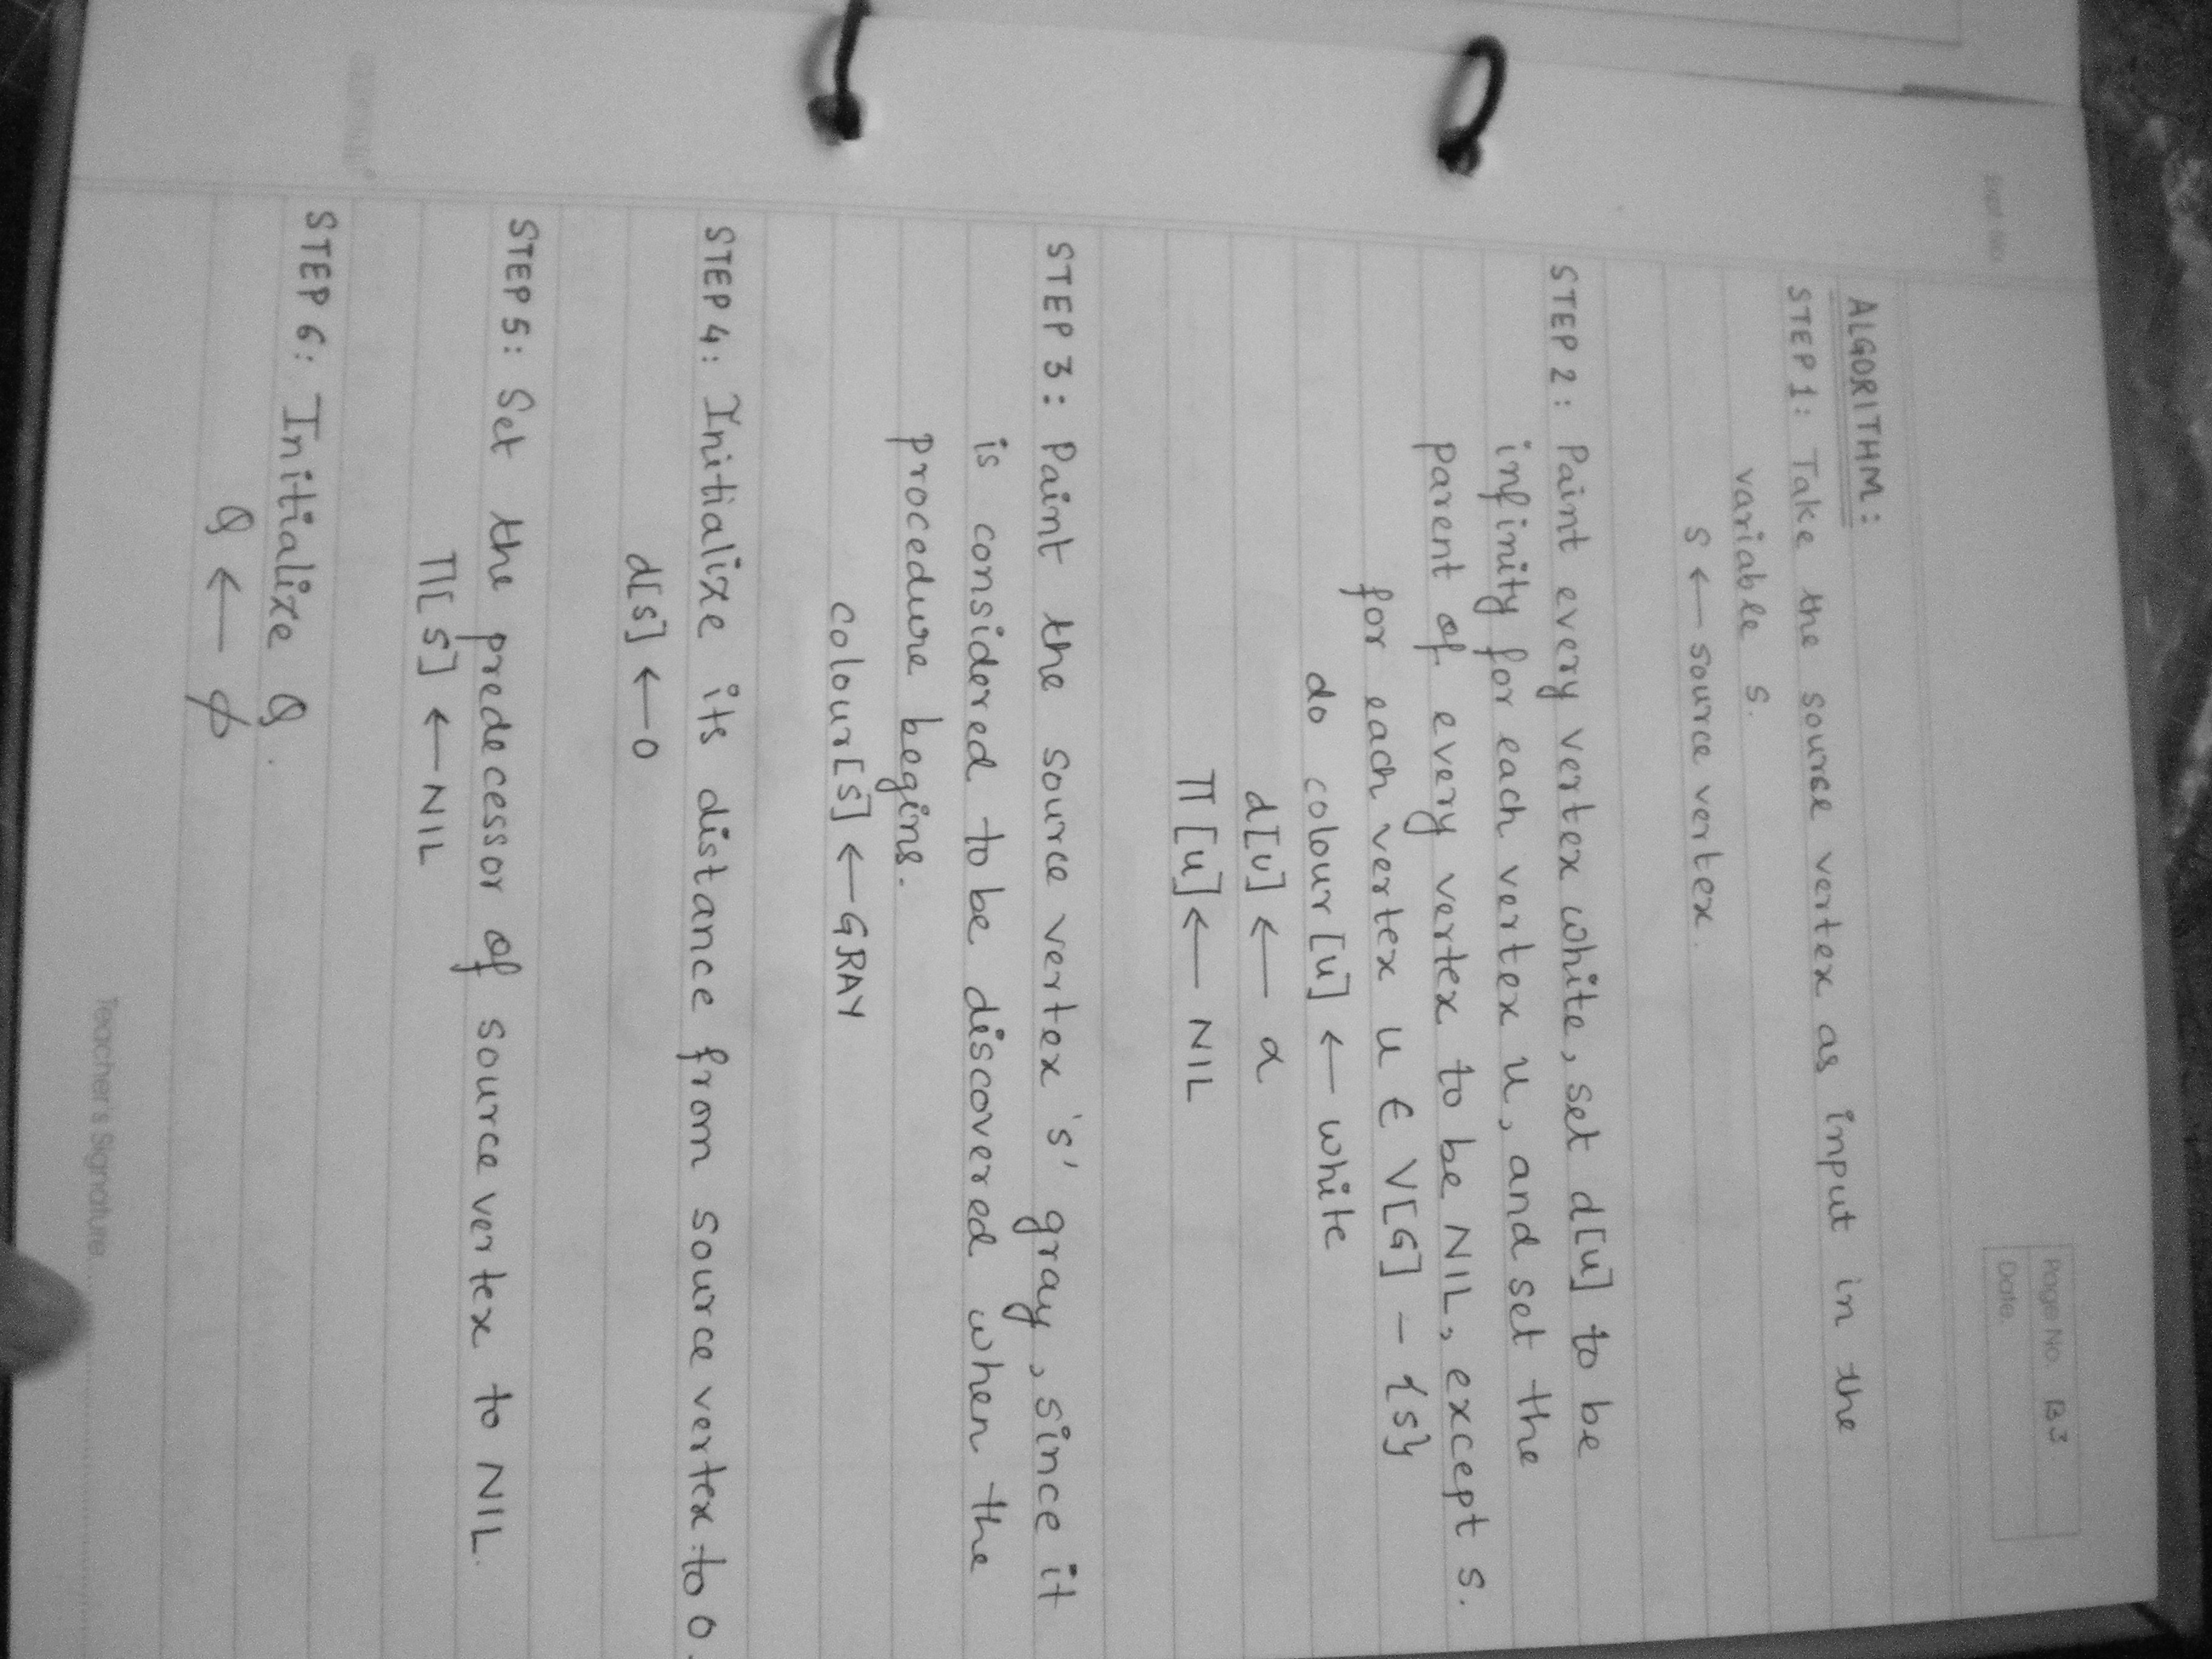 Page No. B3
Date
ALGORITHM:
STEP 1: Take the source vertex as input in the
variable s.
s ← source vertex.
STEP 2: Paint every vertex white, set d[u] to be
infinity for each vertex u, and set the
parent of every vertex to be NIL, except s.
for each vertex u ∈ V[G] - {s}
do colour[u] ← white
d[u] ← α
π[u] ← NIL
STEP 3: Paint the source vertex 's' gray, since it
is considered to be discovered when the
procedure begins.
colour[s] ← GRAY
STEP 4: Initialize its distance from source vertex to 0.
d[s] ← 0
STEP 5: Set the predecessor of source vertex to NIL.
π[s] ← NIL
STEP 6: Initialize Q.
Q ← φ
Teacher's Signature